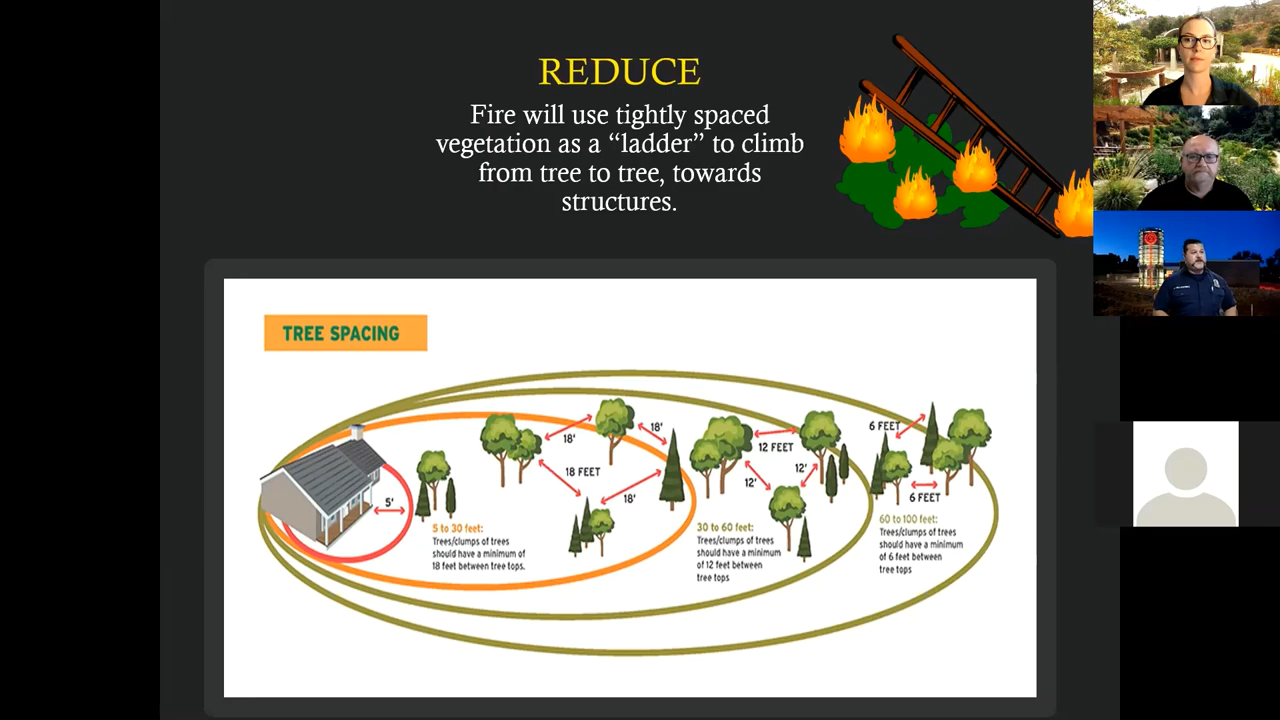 REDUCE
Fire will use tightly spaced
vegetation as a “ladder” to climb
from tree to tree, towards
structures.
TREE SPACING
5'
18'
18'
18 FEET
18'
5 to 30 feet:
Trees/clumps of trees
should have a minimum of
18 feet between tree tops.
12 FEET
12'
12'
30 to 60 feet:
Trees/clumps of trees
should have a minimum
of 12 feet between
tree tops
6 FEET
6 FEET
60 to 100 feet:
Trees/clumps of trees
should have a minimum
of 6 feet between
tree tops